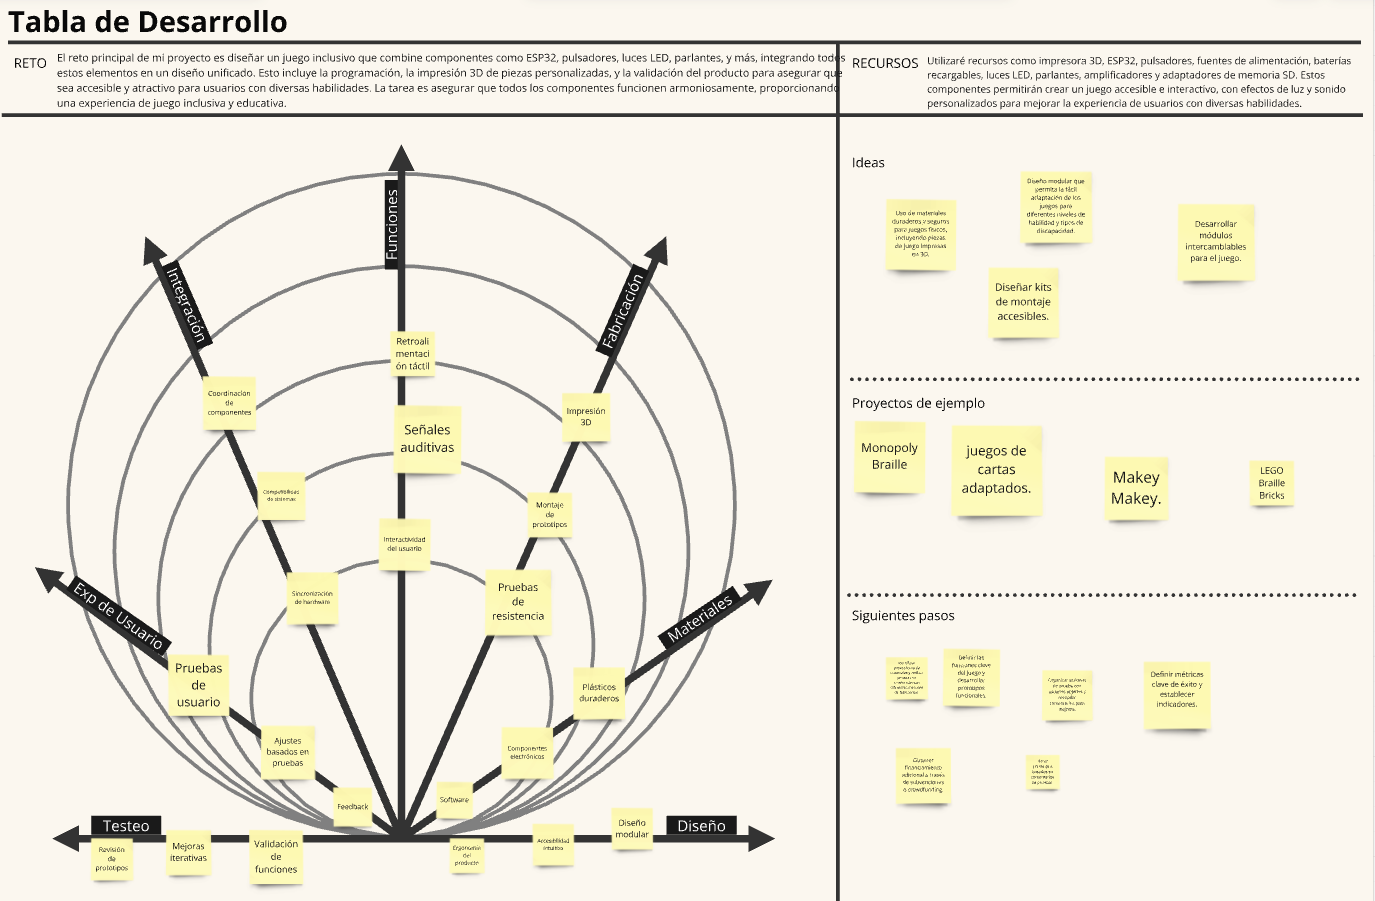 Tabla de Desarrollo
RETO
El reto principal de mi proyecto es diseñar un juego inclusivo que combine componentes como ESP32, pulsadores, luces LED, parlantes, y más, integrando todos
estos elementos en un diseño unificado. Esto incluye la programación, la impresión 3D de piezas personalizadas, y la validación del producto para asegurar que
sea accesible y atractivo para usuarios con diversas habilidades. La tarea es asegurar que todos los componentes funcionen armoniosamente, proporcionando
una experiencia de juego inclusiva y educativa.
RECURSOS
Utilizaré recursos como impresora 3D, ESP32, pulsadores, fuentes de alimentación, baterías
recargables, luces LED, parlantes, amplificadores y adaptadores de memoria SD. Estos
componentes permitirán crear un juego accesible e interactivo, con efectos de luz y sonido
personalizados para mejorar la experiencia de usuarios con diversas habilidades.
Funciones
Retroali
mentaci
ón táctil
Señales
auditivas
Interactividad
del usuario
Integración
Coordinación
de
componentes
Compatibilidad
de sistemas
Sincronización
de hardware
Fabricación
Impresión
3D
Montaje
de
prototipos
Pruebas
de
resistencia
Exp de Usuario
Pruebas
de
usuario
Ajustes
basados en
pruebas
Feedback
Materiales
Plásticos
duraderos
Componentes
electrónicos
Software
Testeo
Revisión
de
prototipos
Mejoras
iterativas
Validación
de
funciones
Diseño
Ergonomía
del
producto
Accesibilidad
intuitiva
Diseño
modular
Ideas
Uso de materiales
duraderos y seguros
para juegos físicos,
incluyendo piezas
de juego impresas
en 3D.
Diseño modular que
permita la fácil
adaptación de los
juegos para
diferentes niveles de
habilidad y tipos de
discapacidad.
Diseñar kits
de montaje
accesibles.
Desarrollar
módulos
intercambiables
para el juego.
Proyectos de ejemplo
Monopoly
Braille
juegos de
cartas
adaptados.
Makey
Makey.
LEGO
Braille
Bricks
Siguientes pasos
Definir las
funciones clave
del juego y
desarrollar
prototipos
funcionales.
Definir métricas
clave de éxito y
establecer
indicadores.
financiamiento
adicional a través
de subvenciones
o crowdfunding.